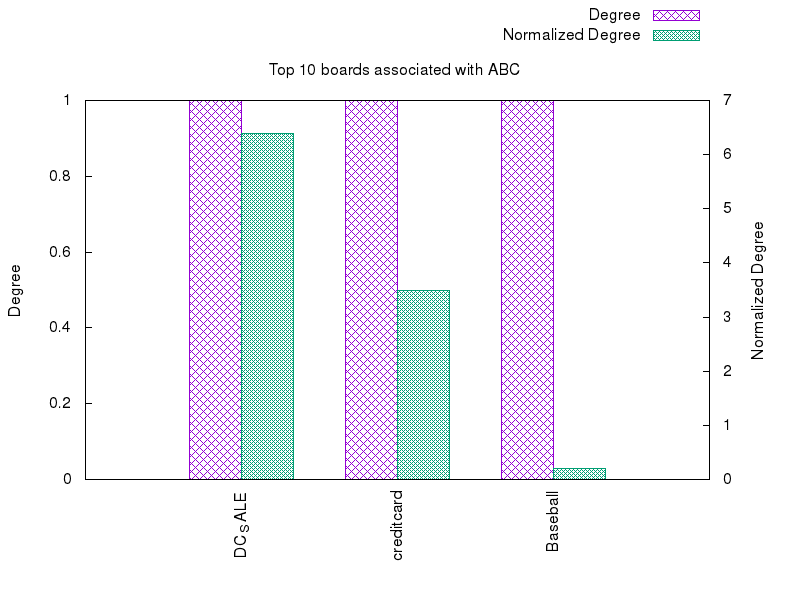 Degree
Normalized Degree
Top 10 boards associated with ABC
1
0.8
0.6
0.4
0.2
0
7
6
5
4
3
2
1
0
Degree
Normalized Degree
DCSALE
creditcard
Baseball